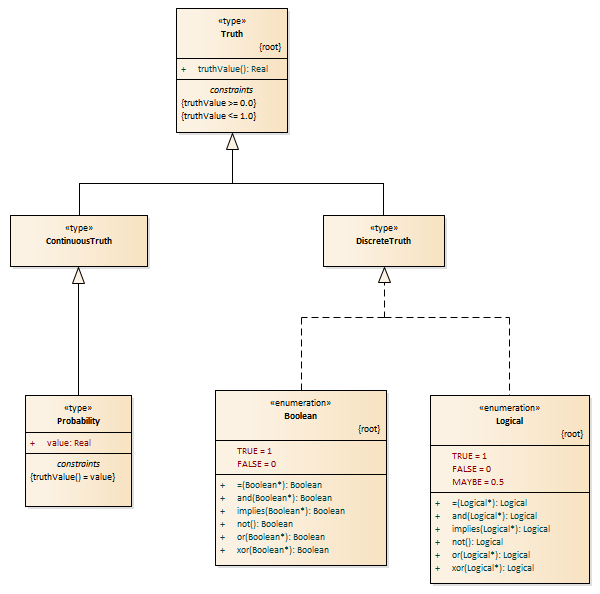 «type»
Truth
{root}
+ truthValue(): Real
constraints
{truthValue >= 0.0}
{truthValue <= 1.0}
«type»
ContinuousTruth
«type»
DiscreteTruth
«type»
Probability
+ value: Real
constraints
{truthValue() = value}
«enumeration»
Boolean
{root}
TRUE = 1
FALSE = 0
+ =(Boolean*): Boolean
+ and(Boolean*): Boolean
+ implies(Boolean*): Boolean
+ not(): Boolean
+ or(Boolean*): Boolean
+ xor(Boolean*): Boolean
«enumeration»
Logical
{root}
TRUE = 1
FALSE = 0
MAYBE = 0.5
+ =(Logical*): Logical
+ and(Logical*): Logical
+ implies(Logical*): Logical
+ not(): Logical
+ or(Logical*): Logical
+ xor(Logical*): Logical